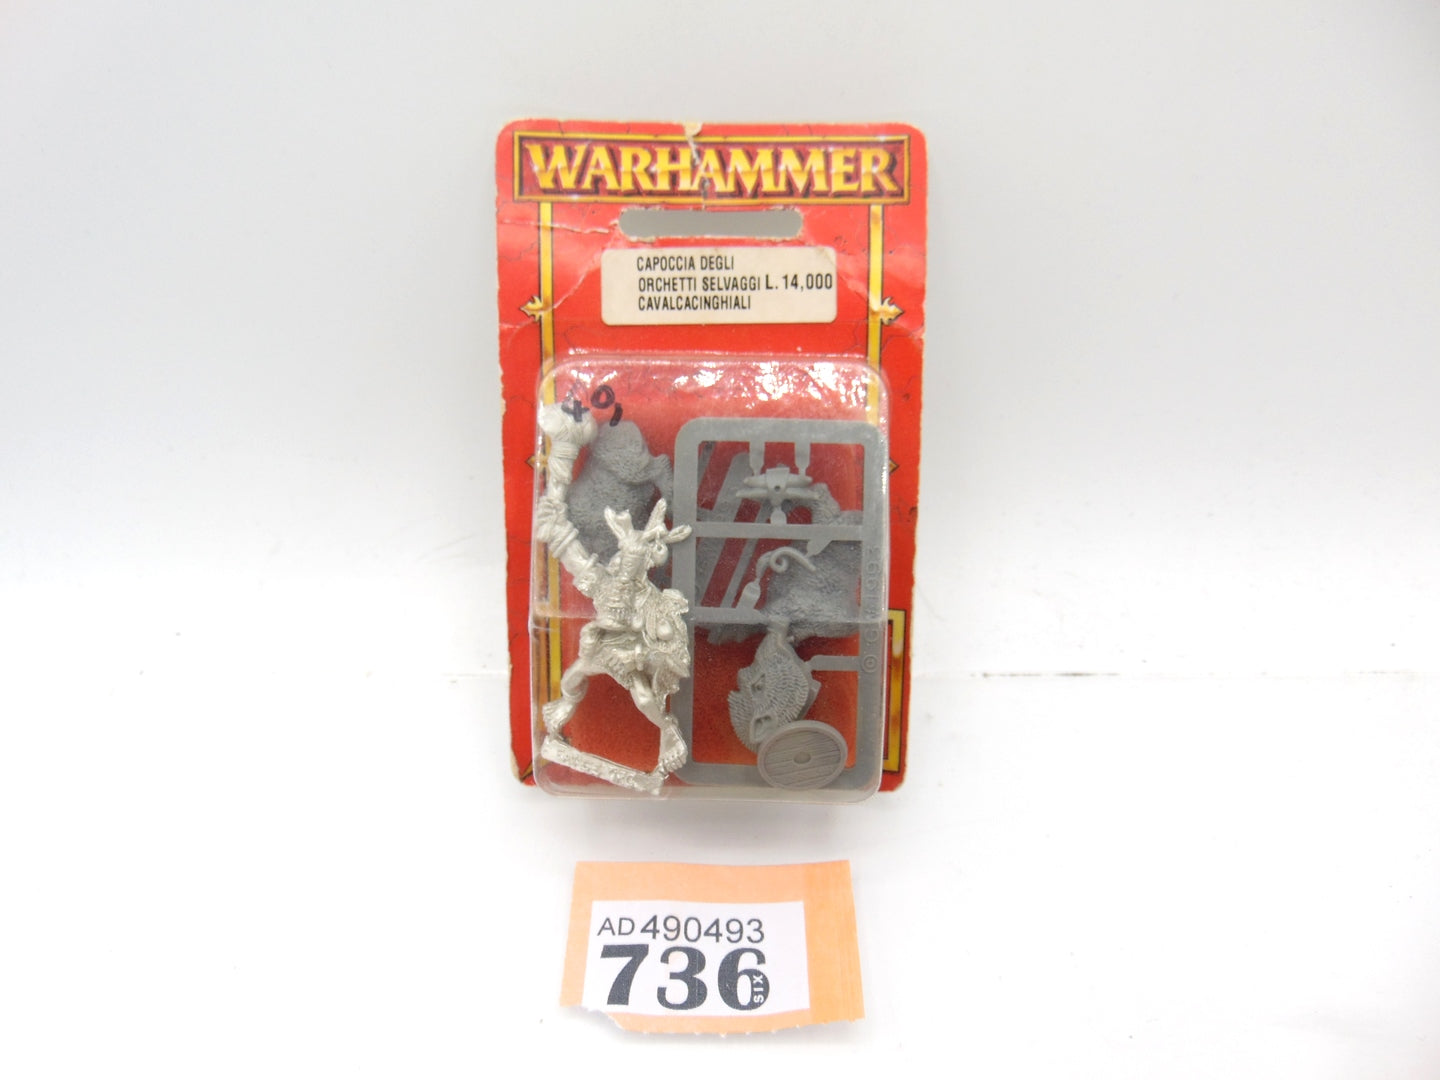 WARHAMMER
CAPOCCIA DEGLI
ORCHETTI SELVAGGI L. 14,000
CAVALCACINGHIALI
40,
© GW 1993
AD 490493
736
SIX